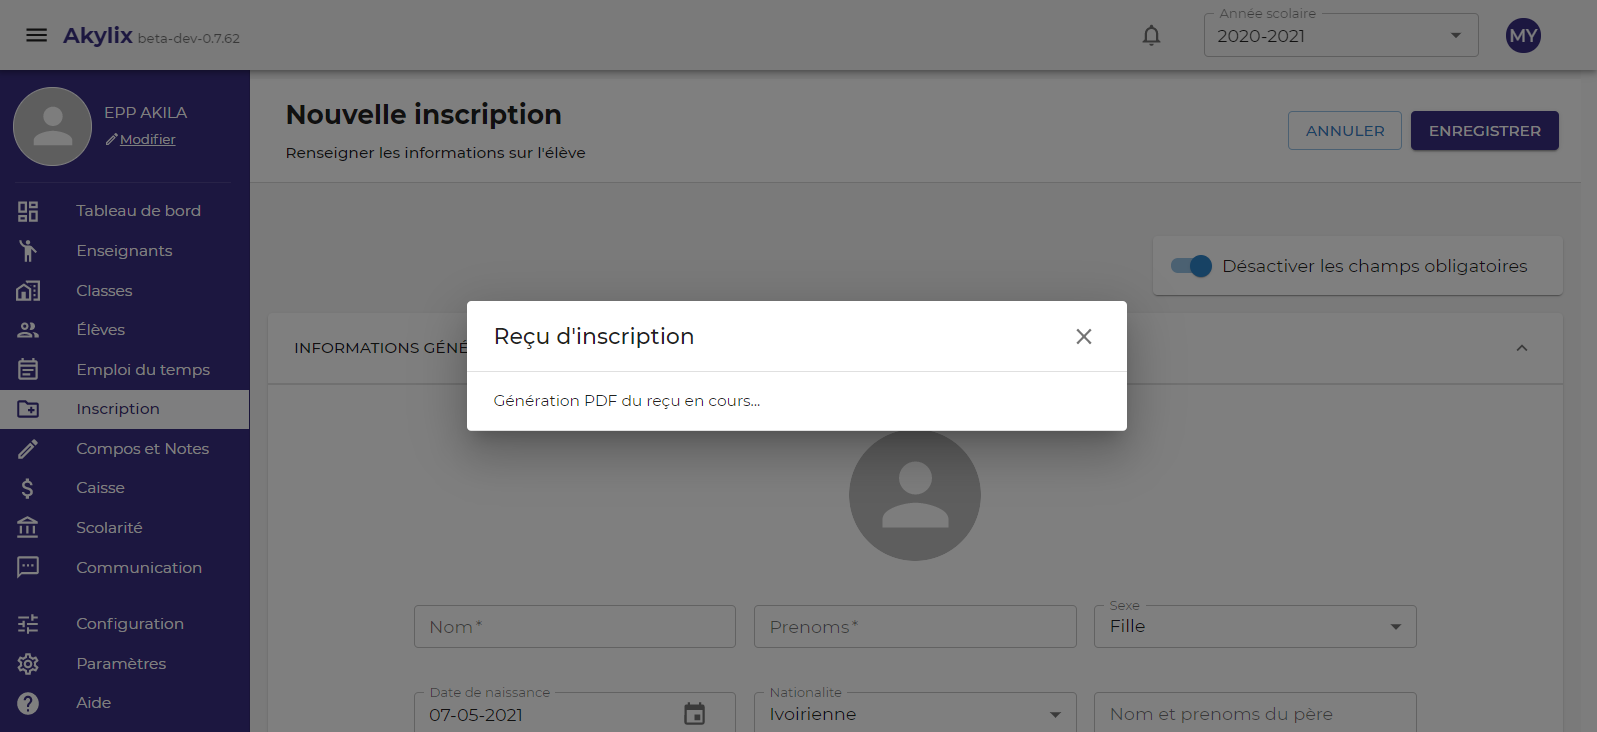 Akylix beta-dev-0.7.62
Année scolaire
2020-2021
MY
EPP AKILA
Modifier
Tableau de bord
Enseignants
Classes
Élèves
Emploi du temps
Inscription
Compos et Notes
Caisse
Scolarité
Communication
Configuration
Paramètres
Aide
Nouvelle inscription
Renseigner les informations sur l'élève
ANNULER
ENREGISTRER
Désactiver les champs obligatoires
INFORMATIONS GÉNÉ
Reçu d'inscription
Génération PDF du reçu en cours...
Nom*
Prenoms*
Sexe
Fille
Date de naissance
07-05-2021
Nationalite
Ivoirienne
Nom et prenoms du père